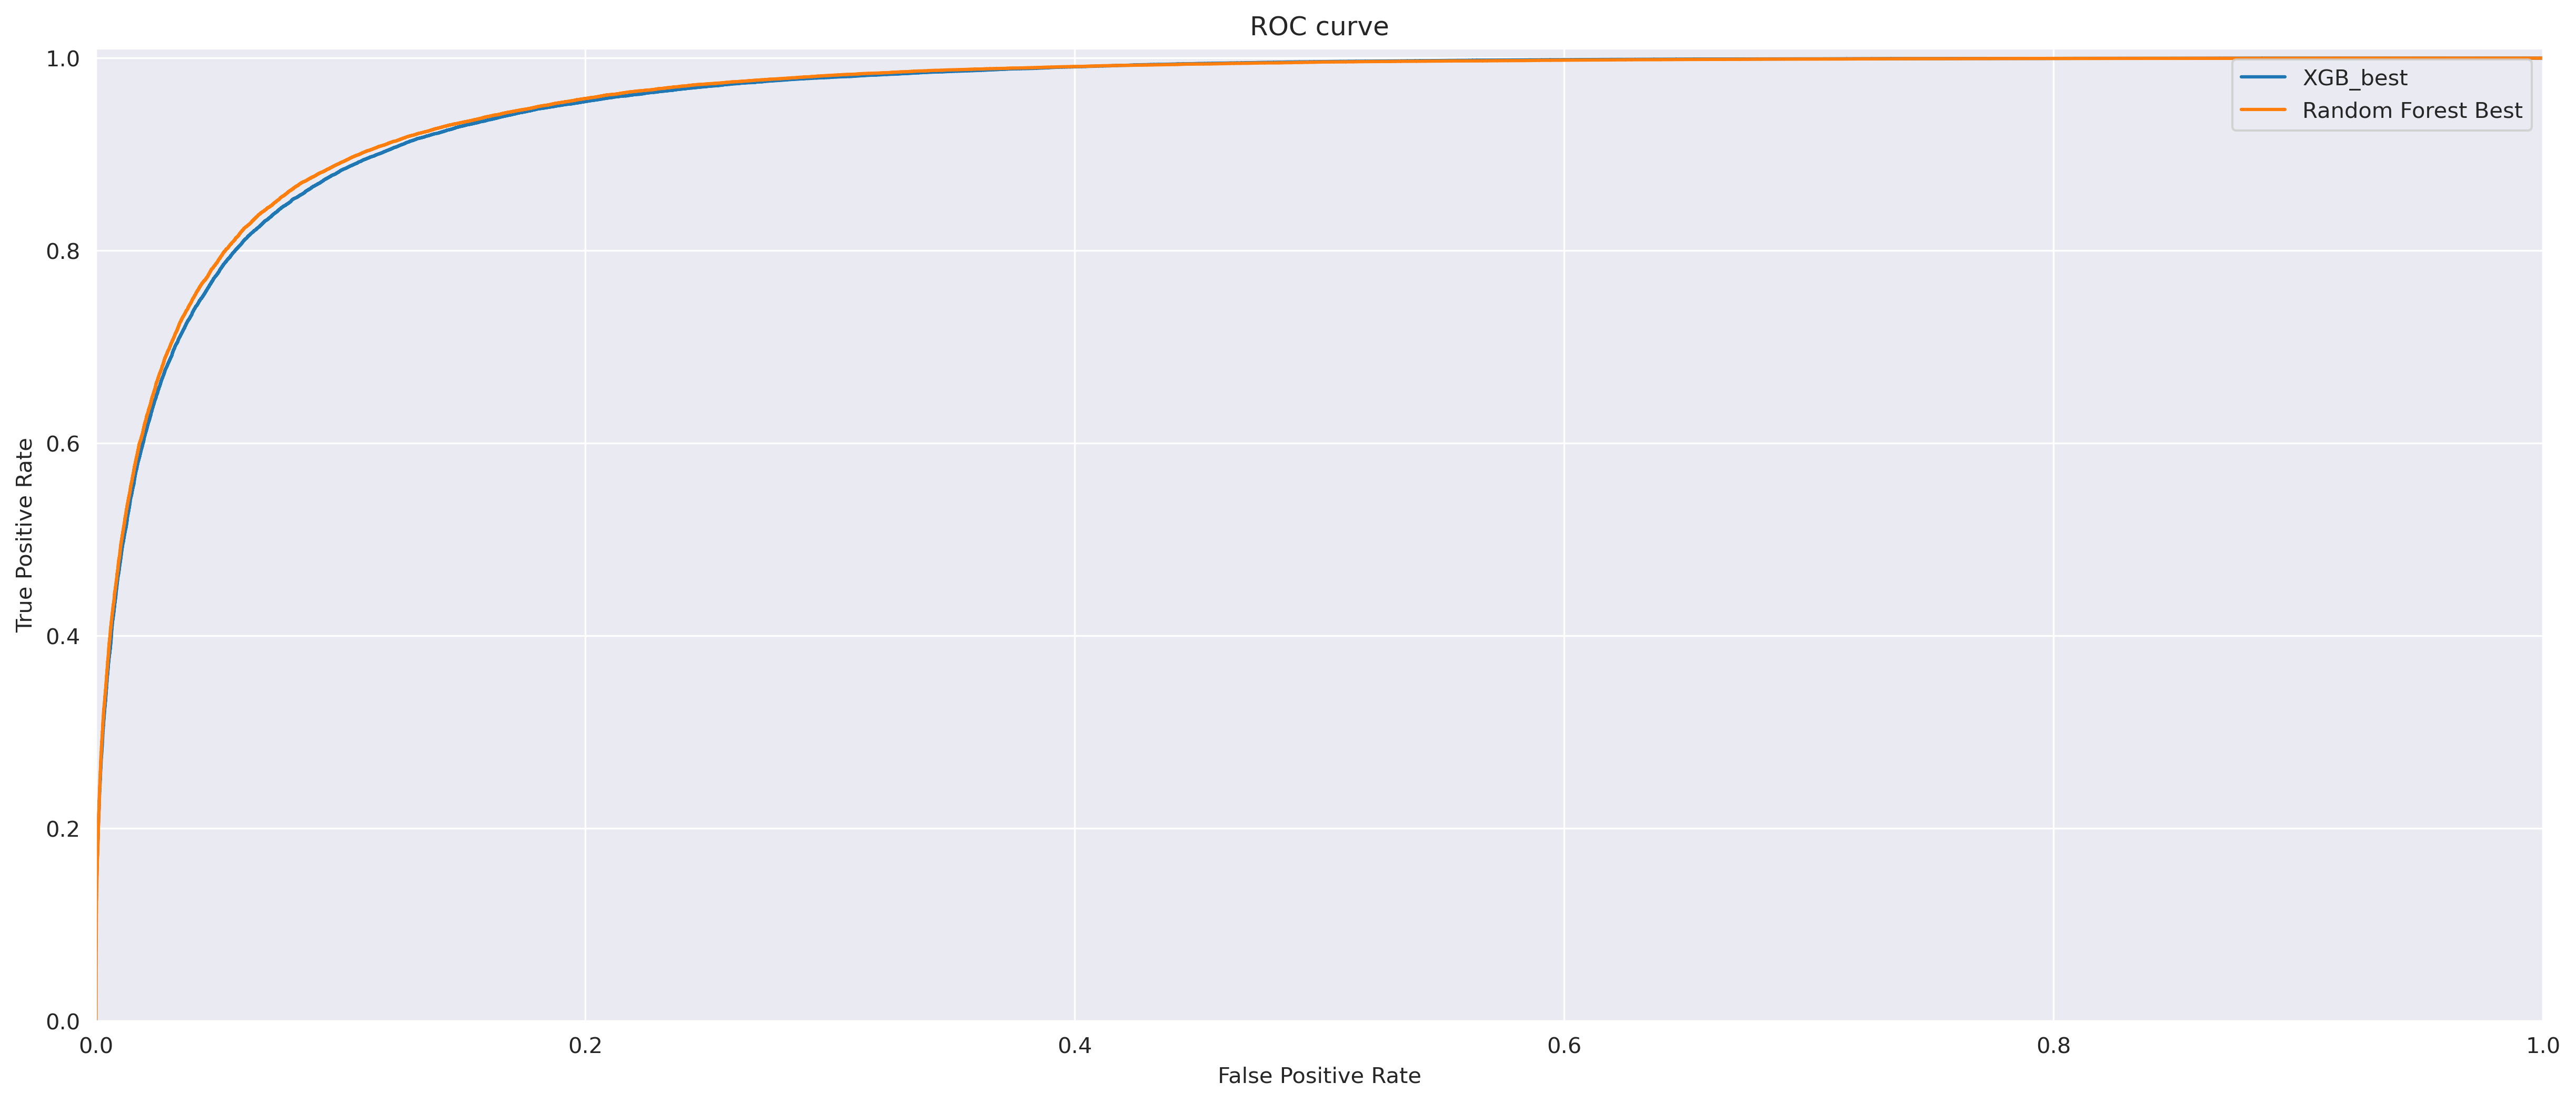 ROC curve
1.0
XGB_best
Random Forest Best
0.8
0.6
True Positive Rate
0.4
0.2
0.0
0.0 0.2 0.4 0.6 0.8 1.0
False Positive Rate